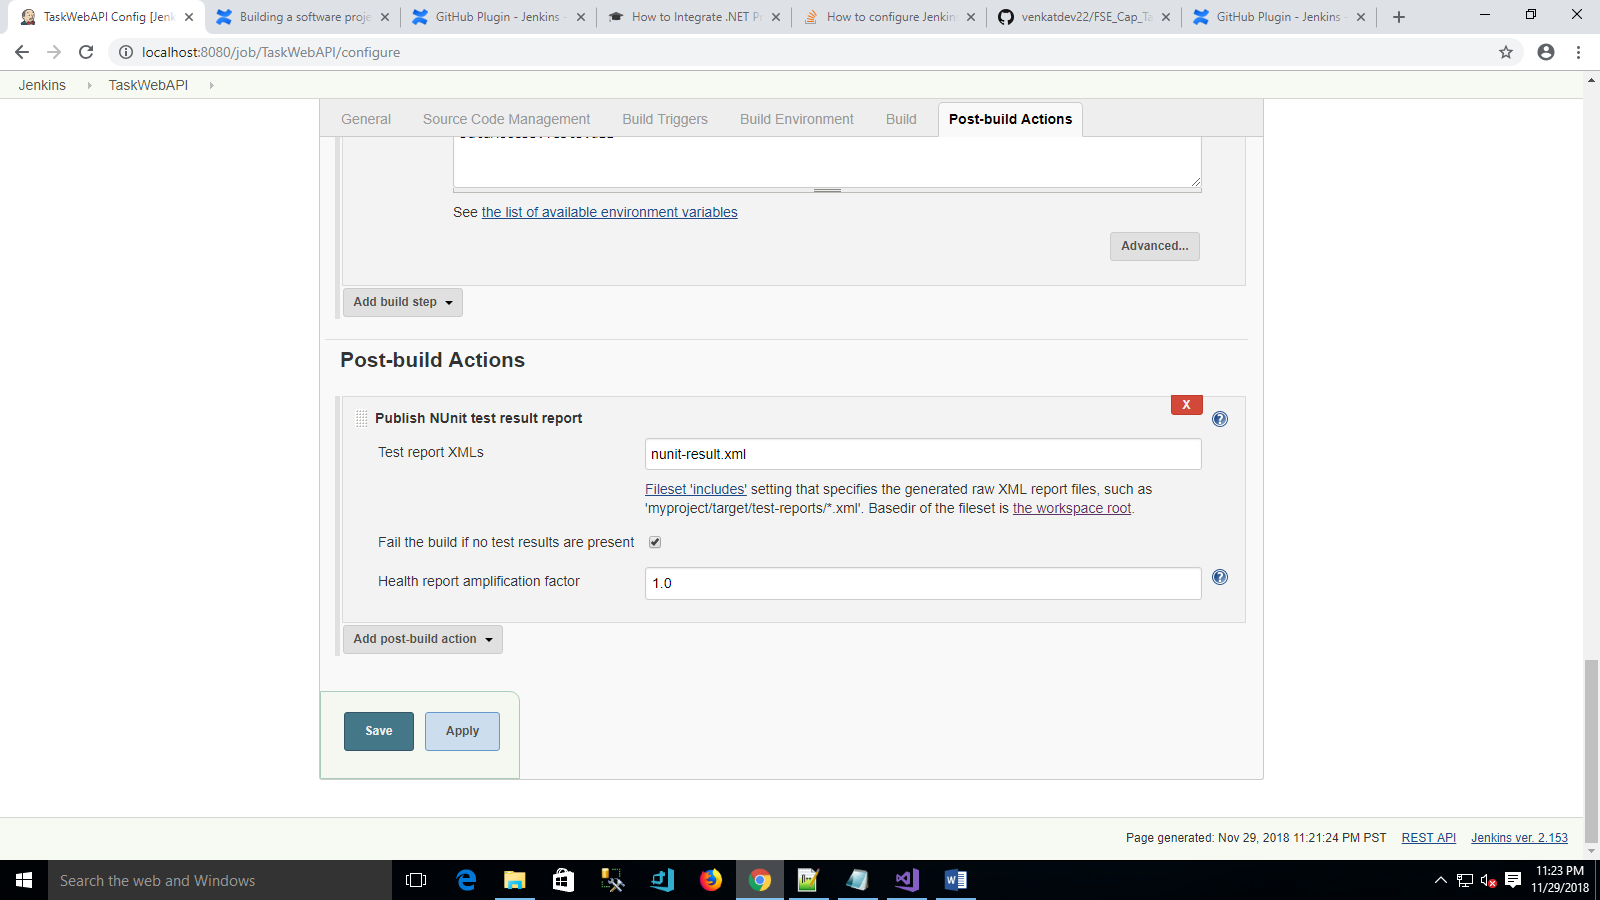 TaskWebAPI Config [Jenk
Building a software proje
GitHub Plugin - Jenkins -
How to Integrate .NET Pr
How to configure Jenkins
venkatdev22/FSE_Cap_Ta
GitHub Plugin - Jenkins -
localhost:8080/job/TaskWebAPI/configure
Jenkins
TaskWebAPI
General
Source Code Management
Build Triggers
Build Environment
Build
Post-build Actions
See the list of available environment variables
Advanced...
Add build step
Post-build Actions
X
Publish NUnit test result report
Test report XMLs
nunit-result.xml
Fileset 'includes' setting that specifies the generated raw XML report files, such as
'myproject/target/test-reports/*.xml'. Basedir of the fileset is the workspace root.
Fail the build if no test results are present
Health report amplification factor
1.0
Add post-build action
Save
Apply
Page generated: Nov 29, 2018 11:21:24 PM PST
REST API
Jenkins ver. 2.153
Search the web and Windows
11:23 PM
11/29/2018